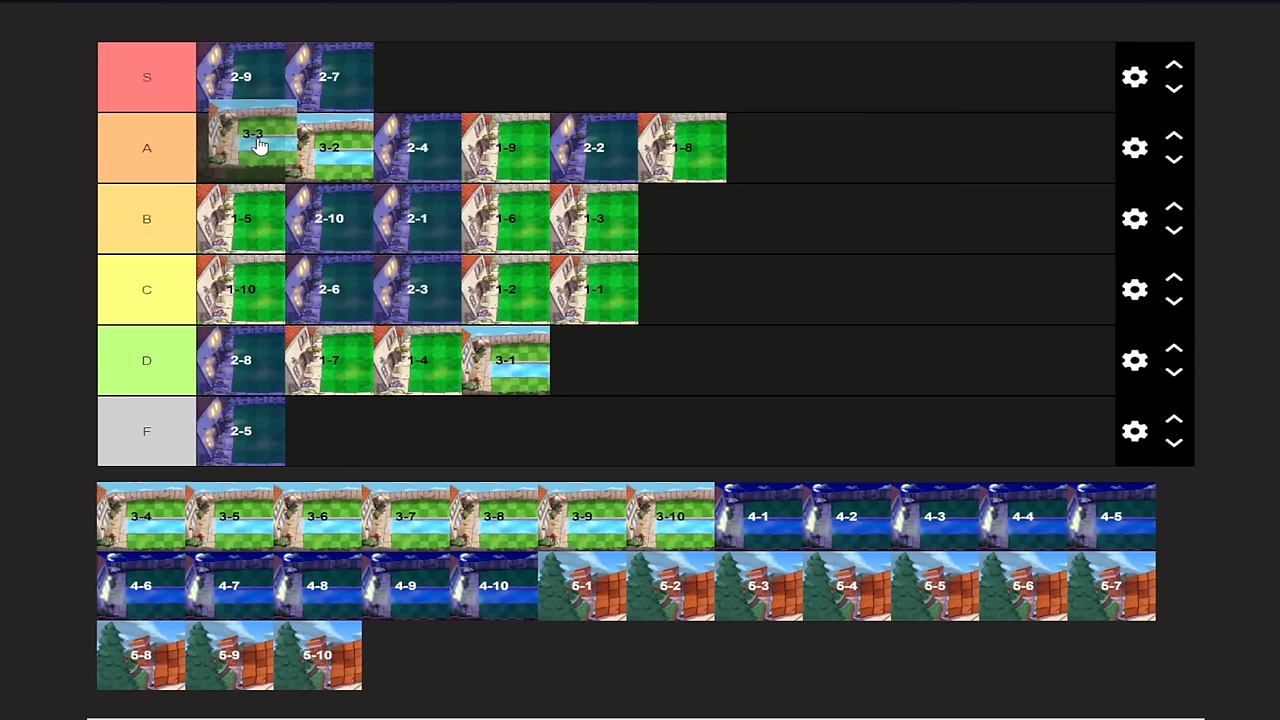 S 2-9 2-7
A 3-3 3-2 2-4 1-9 2-2 1-8
B 1-5 2-10 2-1 1-6 1-3
C 1-10 2-6 2-3 1-2 1-1
D 2-8 1-7 1-4 3-1
F 2-5
3-4 3-5 3-6 3-7 3-8 3-9 3-10 4-1 4-2 4-3 4-4 4-5
4-6 4-7 4-8 4-9 4-10 5-1 5-2 5-3 5-4 5-5 5-6 5-7
5-8 5-9 5-10